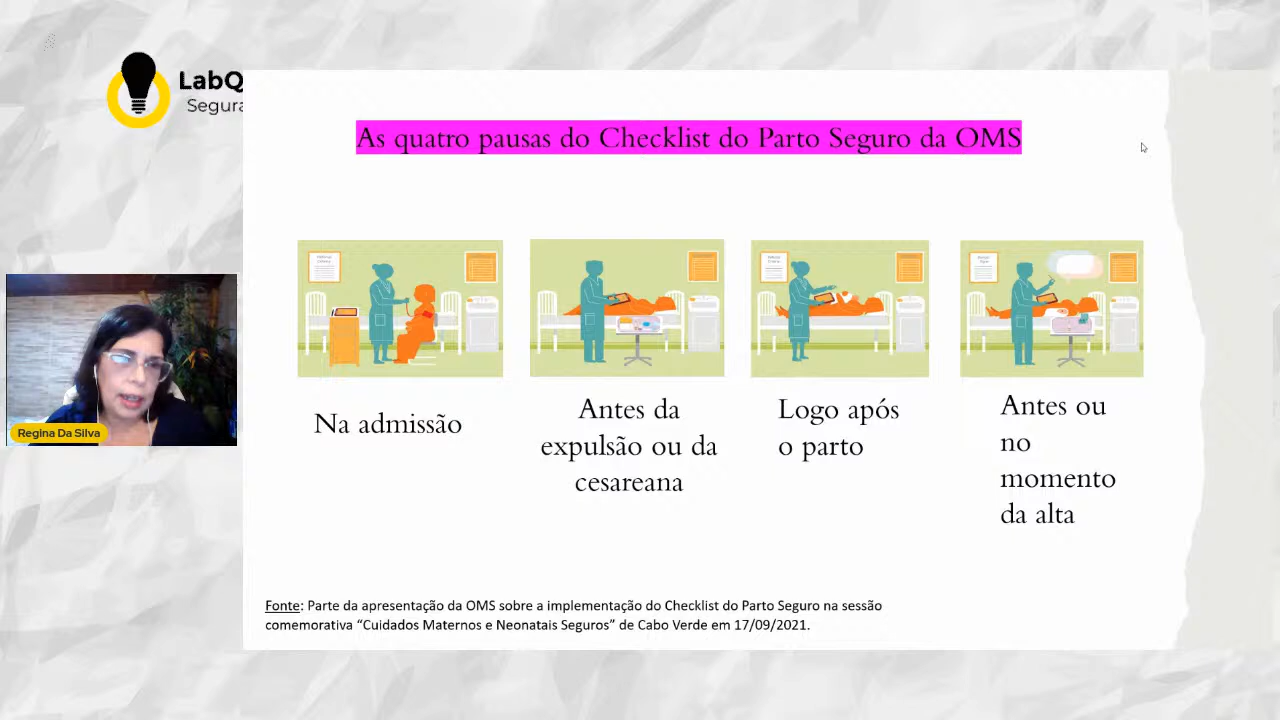 LabQ
Segura
As quatro pausas do Checklist do Parto Seguro da OMS
Na admissão
Antes da
expulsão ou da
cesareana
Logo após
o parto
Antes ou
no
momento
da alta
Regina Da Silva
Fonte: Parte da apresentação da OMS sobre a implementação do Checklist do Parto Seguro na sessão
comemorativa “Cuidados Maternos e Neonatais Seguros” de Cabo Verde em 17/09/2021.